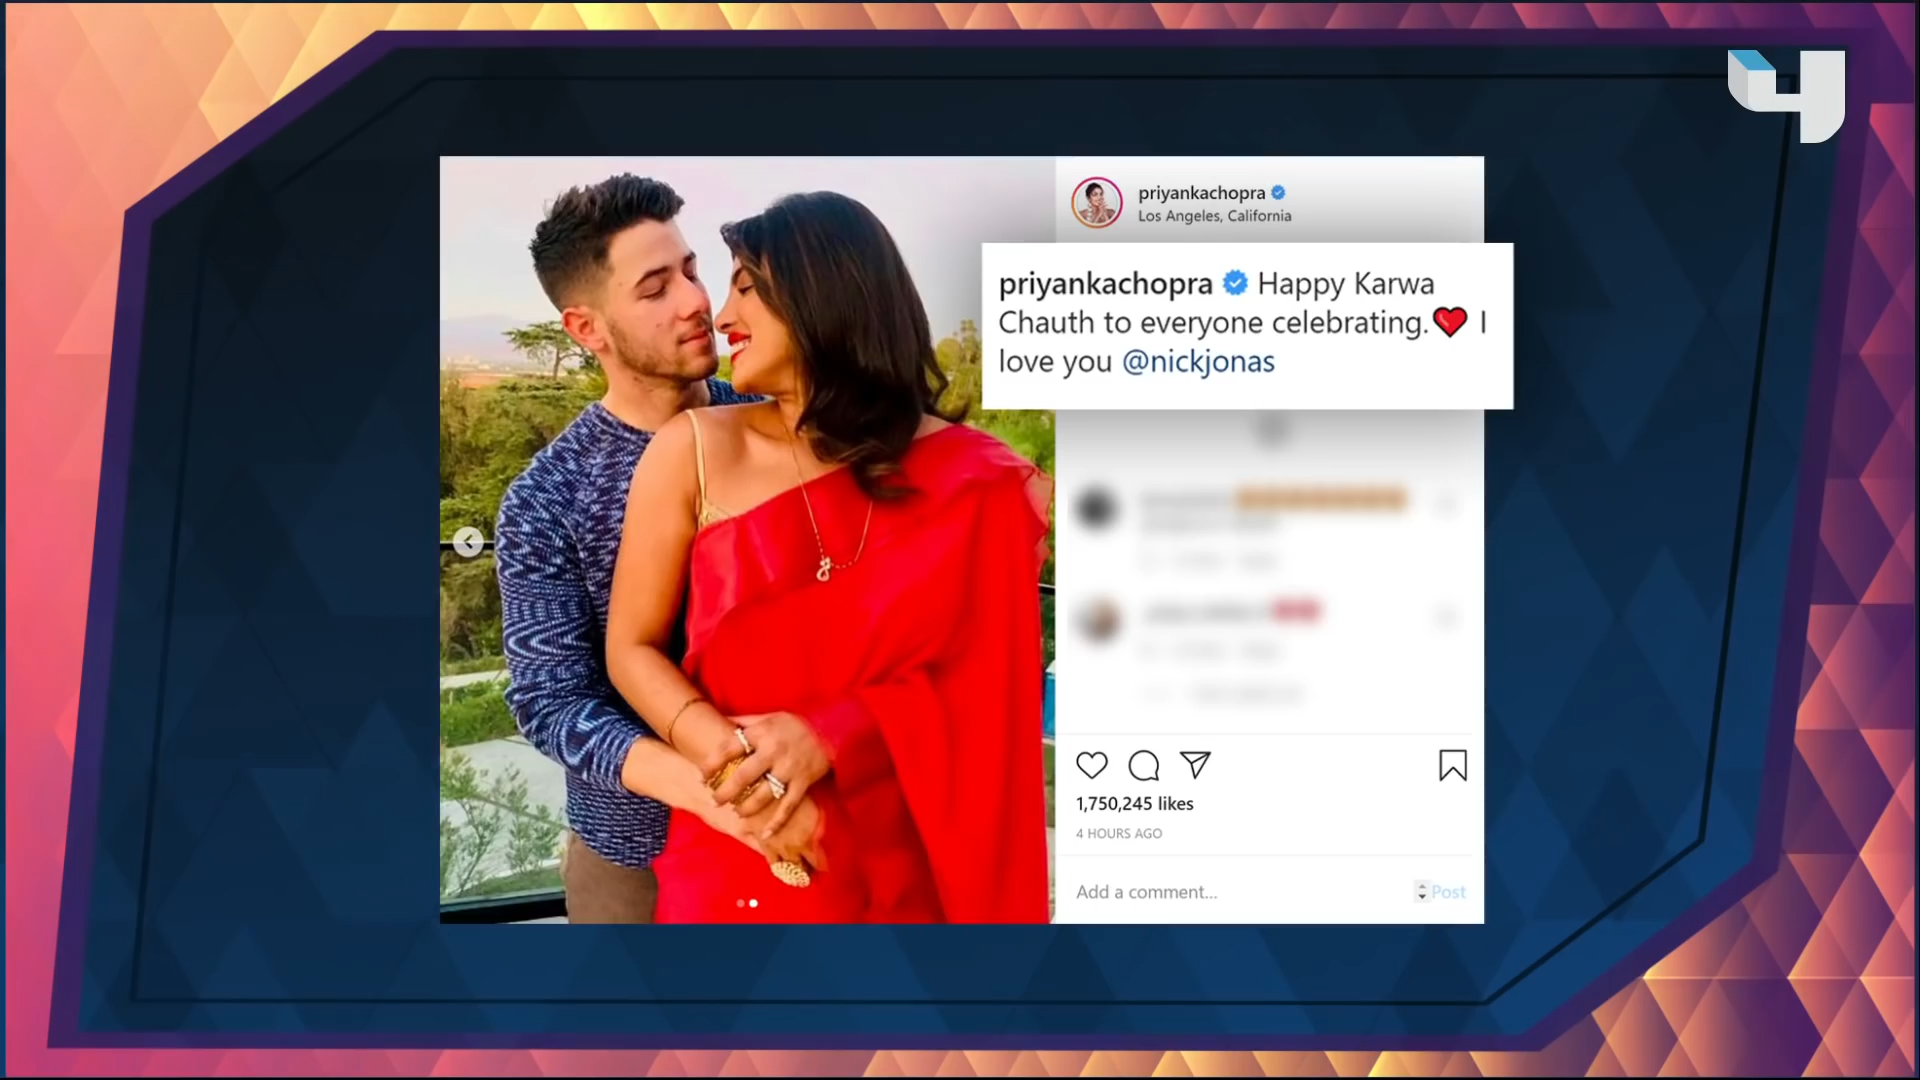 priyankachopra
Los Angeles, California
priyankachopra Happy Karwa
Chauth to everyone celebrating.❤️ I
love you @nickjonas
1,750,245 likes
4 HOURS AGO
Add a comment...
Post